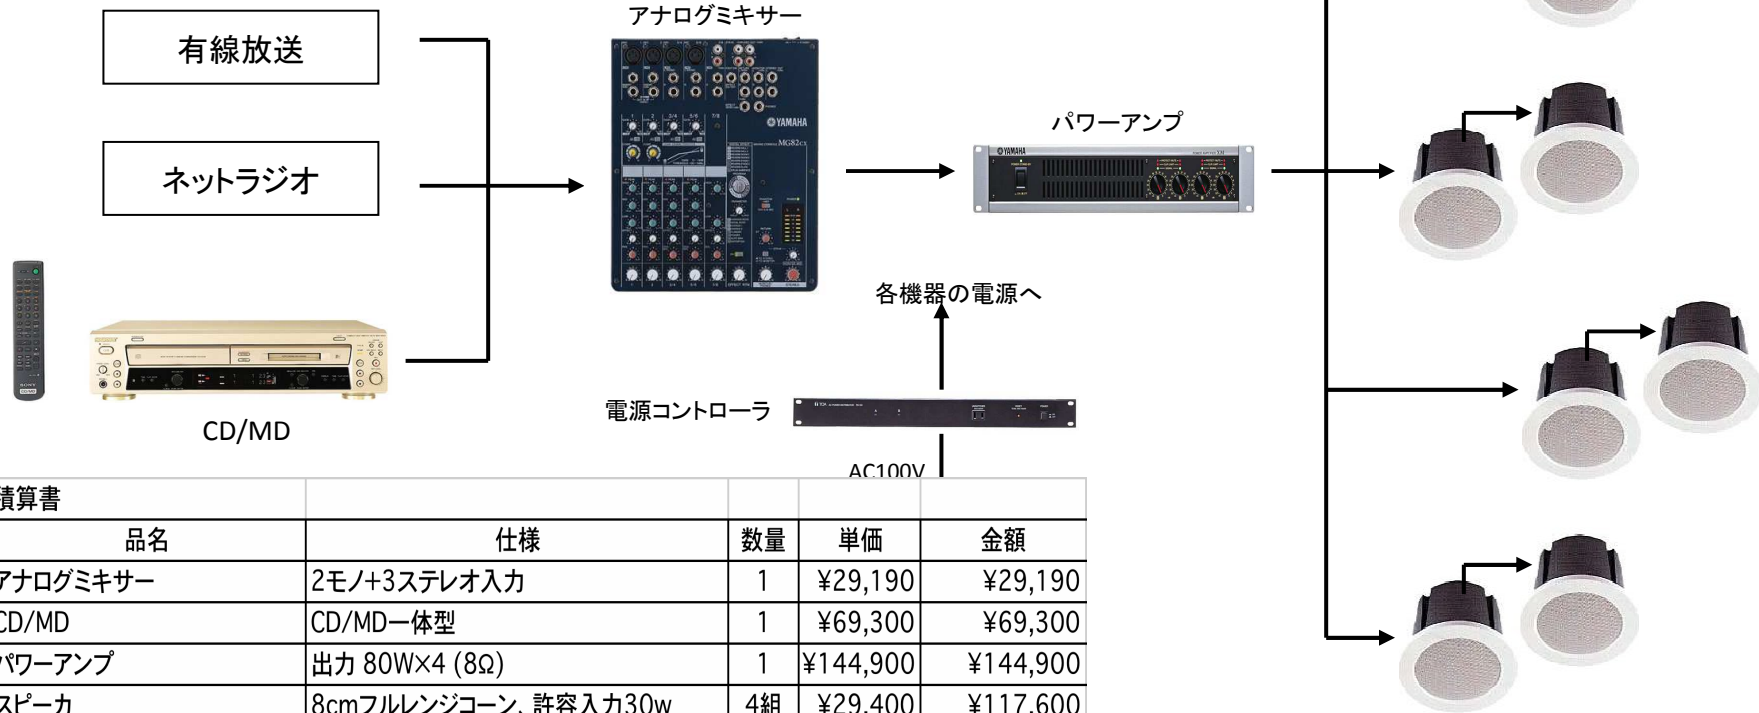 アナログミキサー
有線放送
パワーアンプ
YAMAHA
MG82CX
YAMAHA
ネットラジオ
各機器の電源へ
SONY
電源コントローラ
CD/MD
AC100V
積算書
品名 仕様 数量 単価 金額
アナログミキサー 2モノ+3ステレオ入力 1 ¥29,190 ¥29,190
CD/MD CD/MD一体型 1 ¥69,300 ¥69,300
パワーアンプ 出力 80W×4 (8Ω) 1 ¥144,900 ¥144,900
スピーカ 8cmフルレンジコーン、許容入力30w 4組 ¥29,400 ¥117,600